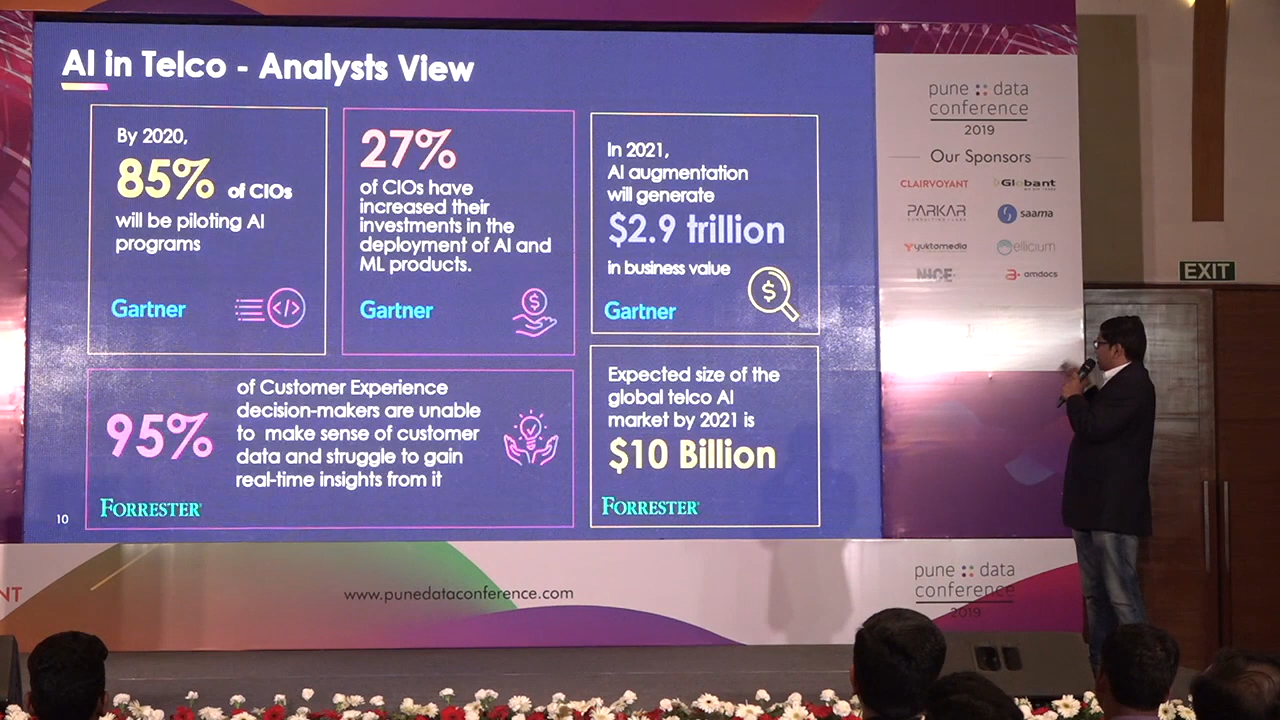 AI in Telco - Analysts View
By 2020,
85% of CIOs
will be piloting AI
programs
Gartner
27%
of CIOs have
increased their
investments in the
deployment of AI and
ML products.
Gartner
In 2021,
AI augmentation
will generate
$2.9 trillion
in business value
Gartner
95%
of Customer Experience
decision-makers are unable
to make sense of customer
data and struggle to gain
real-time insights from it
FORRESTER
Expected size of the
global telco AI
market by 2021 is
$10 Billion
FORRESTER
10
pune data
conference
2019
Our Sponsors
CLAIRVOYANT
Globant
PARKAR
saama
yuktamedia
ellicium
NICE
amdocs
EXIT
NT
www.punedataconference.com
pune data
conference
2019